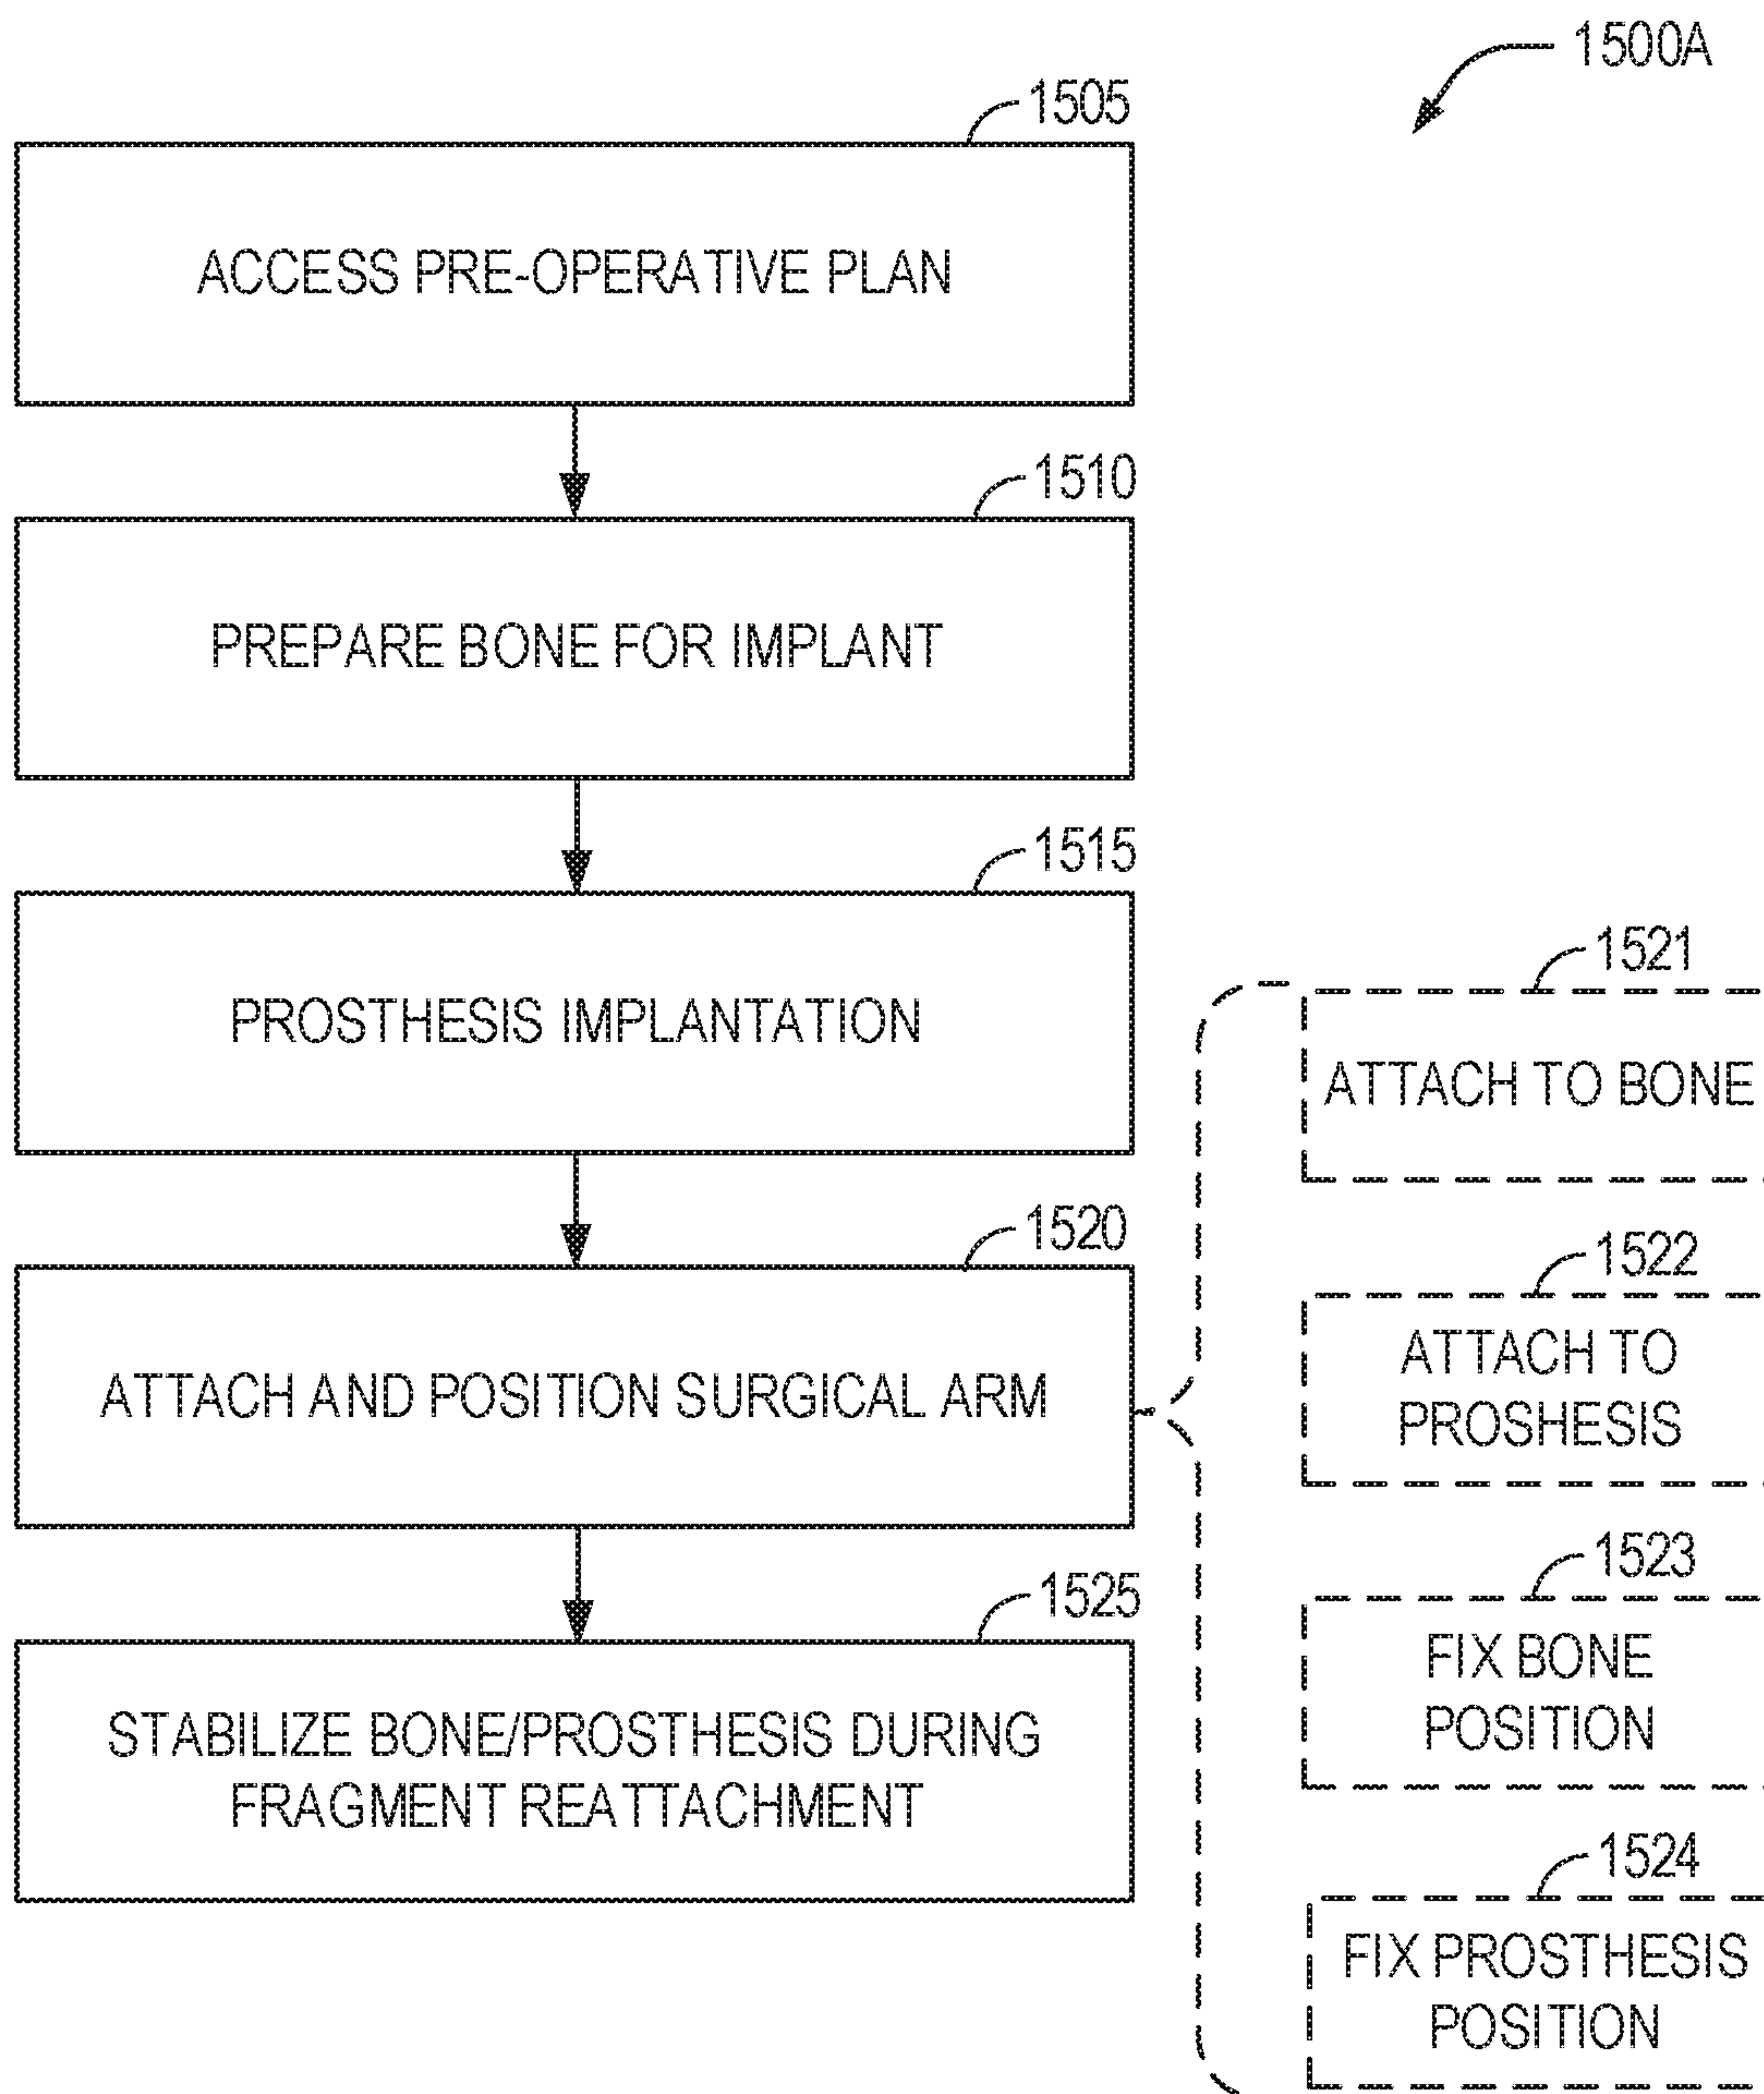 1500A
1505
ACCESS PRE-OPERATIVE PLAN
1510
PREPARE BONE FOR IMPLANT
1515
PROSTHESIS IMPLANTATION
1520
ATTACH AND POSITION SURGICAL ARM
1525
STABILIZE BONE/PROSTHESIS DURING
FRAGMENT REATTACHMENT
1521
ATTACH TO BONE
1522
ATTACH TO
PROSHESIS
1523
FIX BONE
POSITION
1524
FIX PROSTHESIS
POSITION